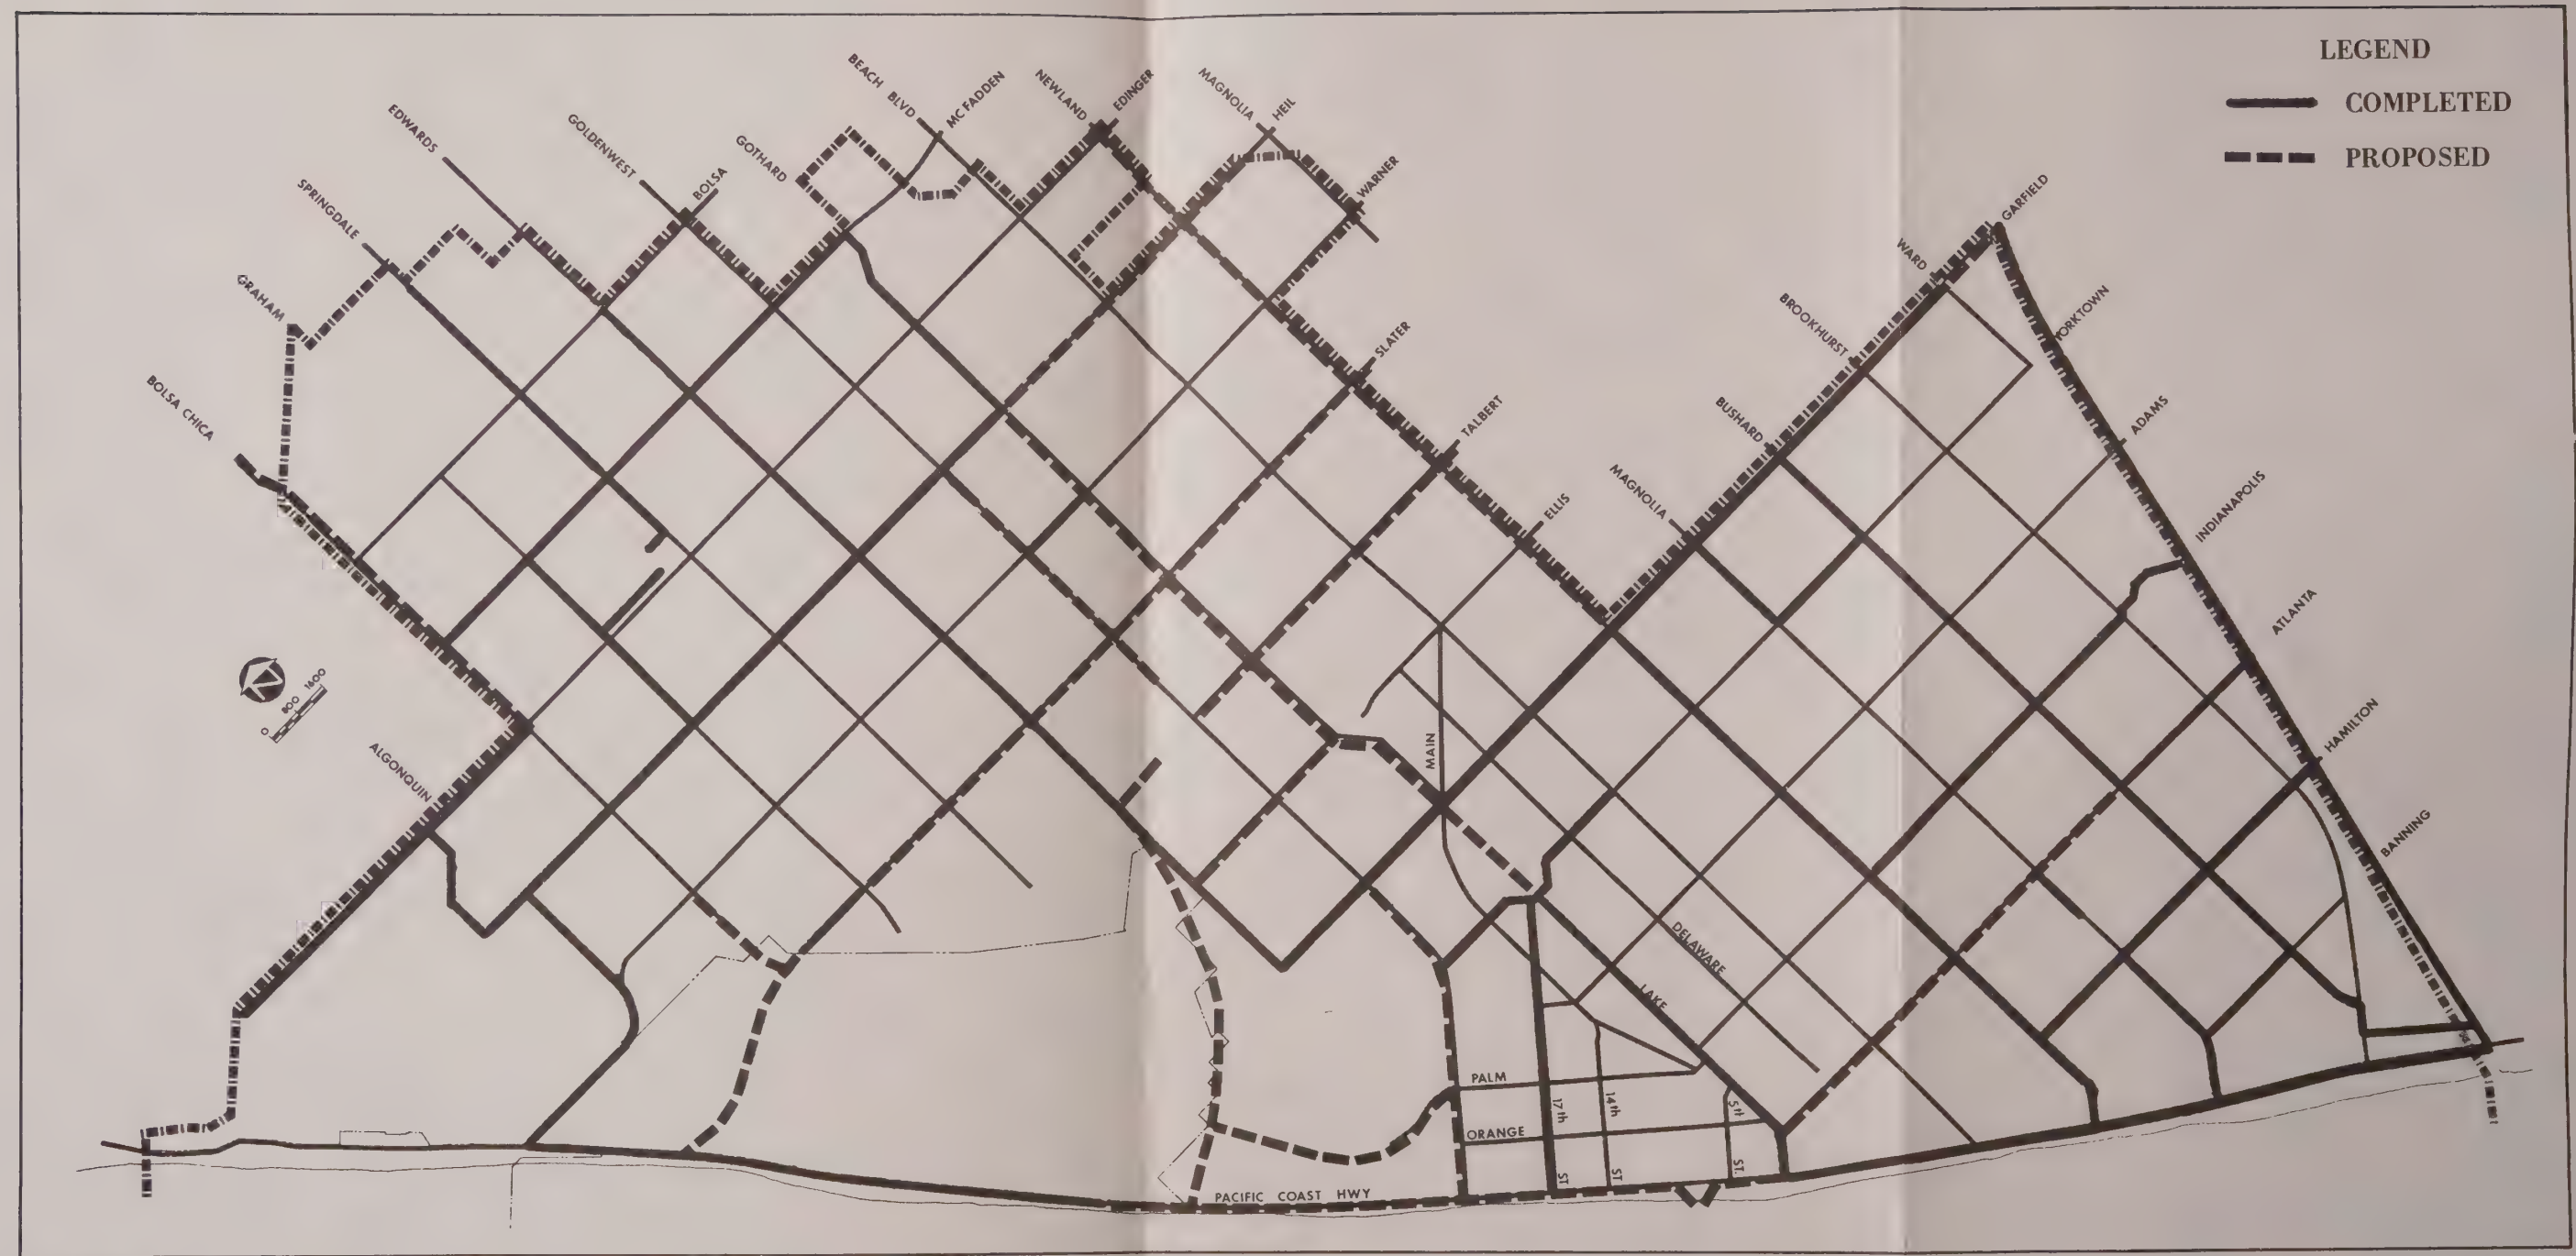 LEGEND
COMPLETED
PROPOSED
BEACH BLVD
MC FADDEN
NEWLAND
EDINGER
MAGNOLIA
HEIL
EDWARDS
GOLDENWEST
BOLSA
GOTHARD
WARNER
SPRINGDALE
GRAHAM
BOLSA CHICA
SLATER
TALBERT
ELLIS
GARFIELD
WARD
BROOKHURST
YORKTOWN
BUSHARD
ADAMS
MAGNOLIA
INDIANAPOLIS
ATLANTA
HAMILTON
BANNING
0 800 1600
ALGONQUIN
MAIN
DELAWARE
LAKE
PALM
17th ST
14th ST
5th ST.
ORANGE
PACIFIC COAST HWY